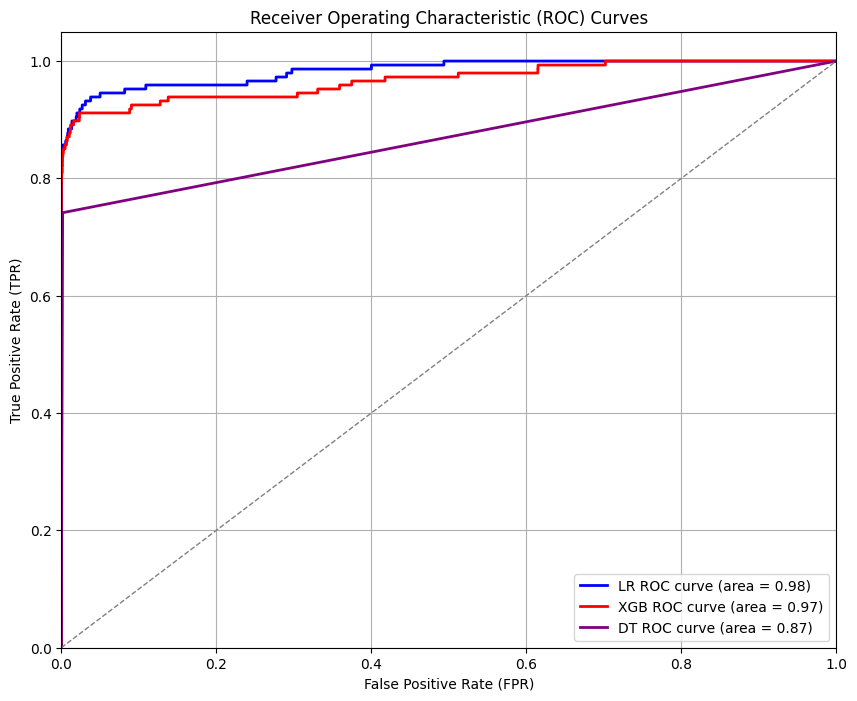 Receiver Operating Characteristic (ROC) Curves
True Positive Rate (TPR)
1.0
0.8
0.6
0.4
0.2
0.0
0.0 0.2 0.4 0.6 0.8 1.0
False Positive Rate (FPR)
LR ROC curve (area = 0.98)
XGB ROC curve (area = 0.97)
DT ROC curve (area = 0.87)